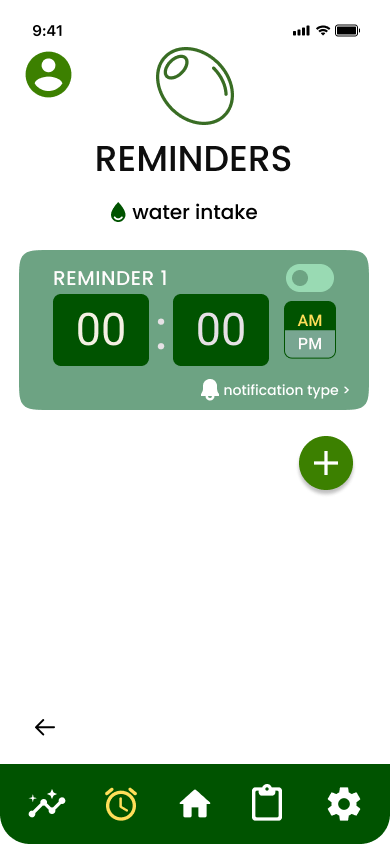 9:41
REMINDERS
water intake
REMINDER 1
00 : 00
AM
PM
notification type >